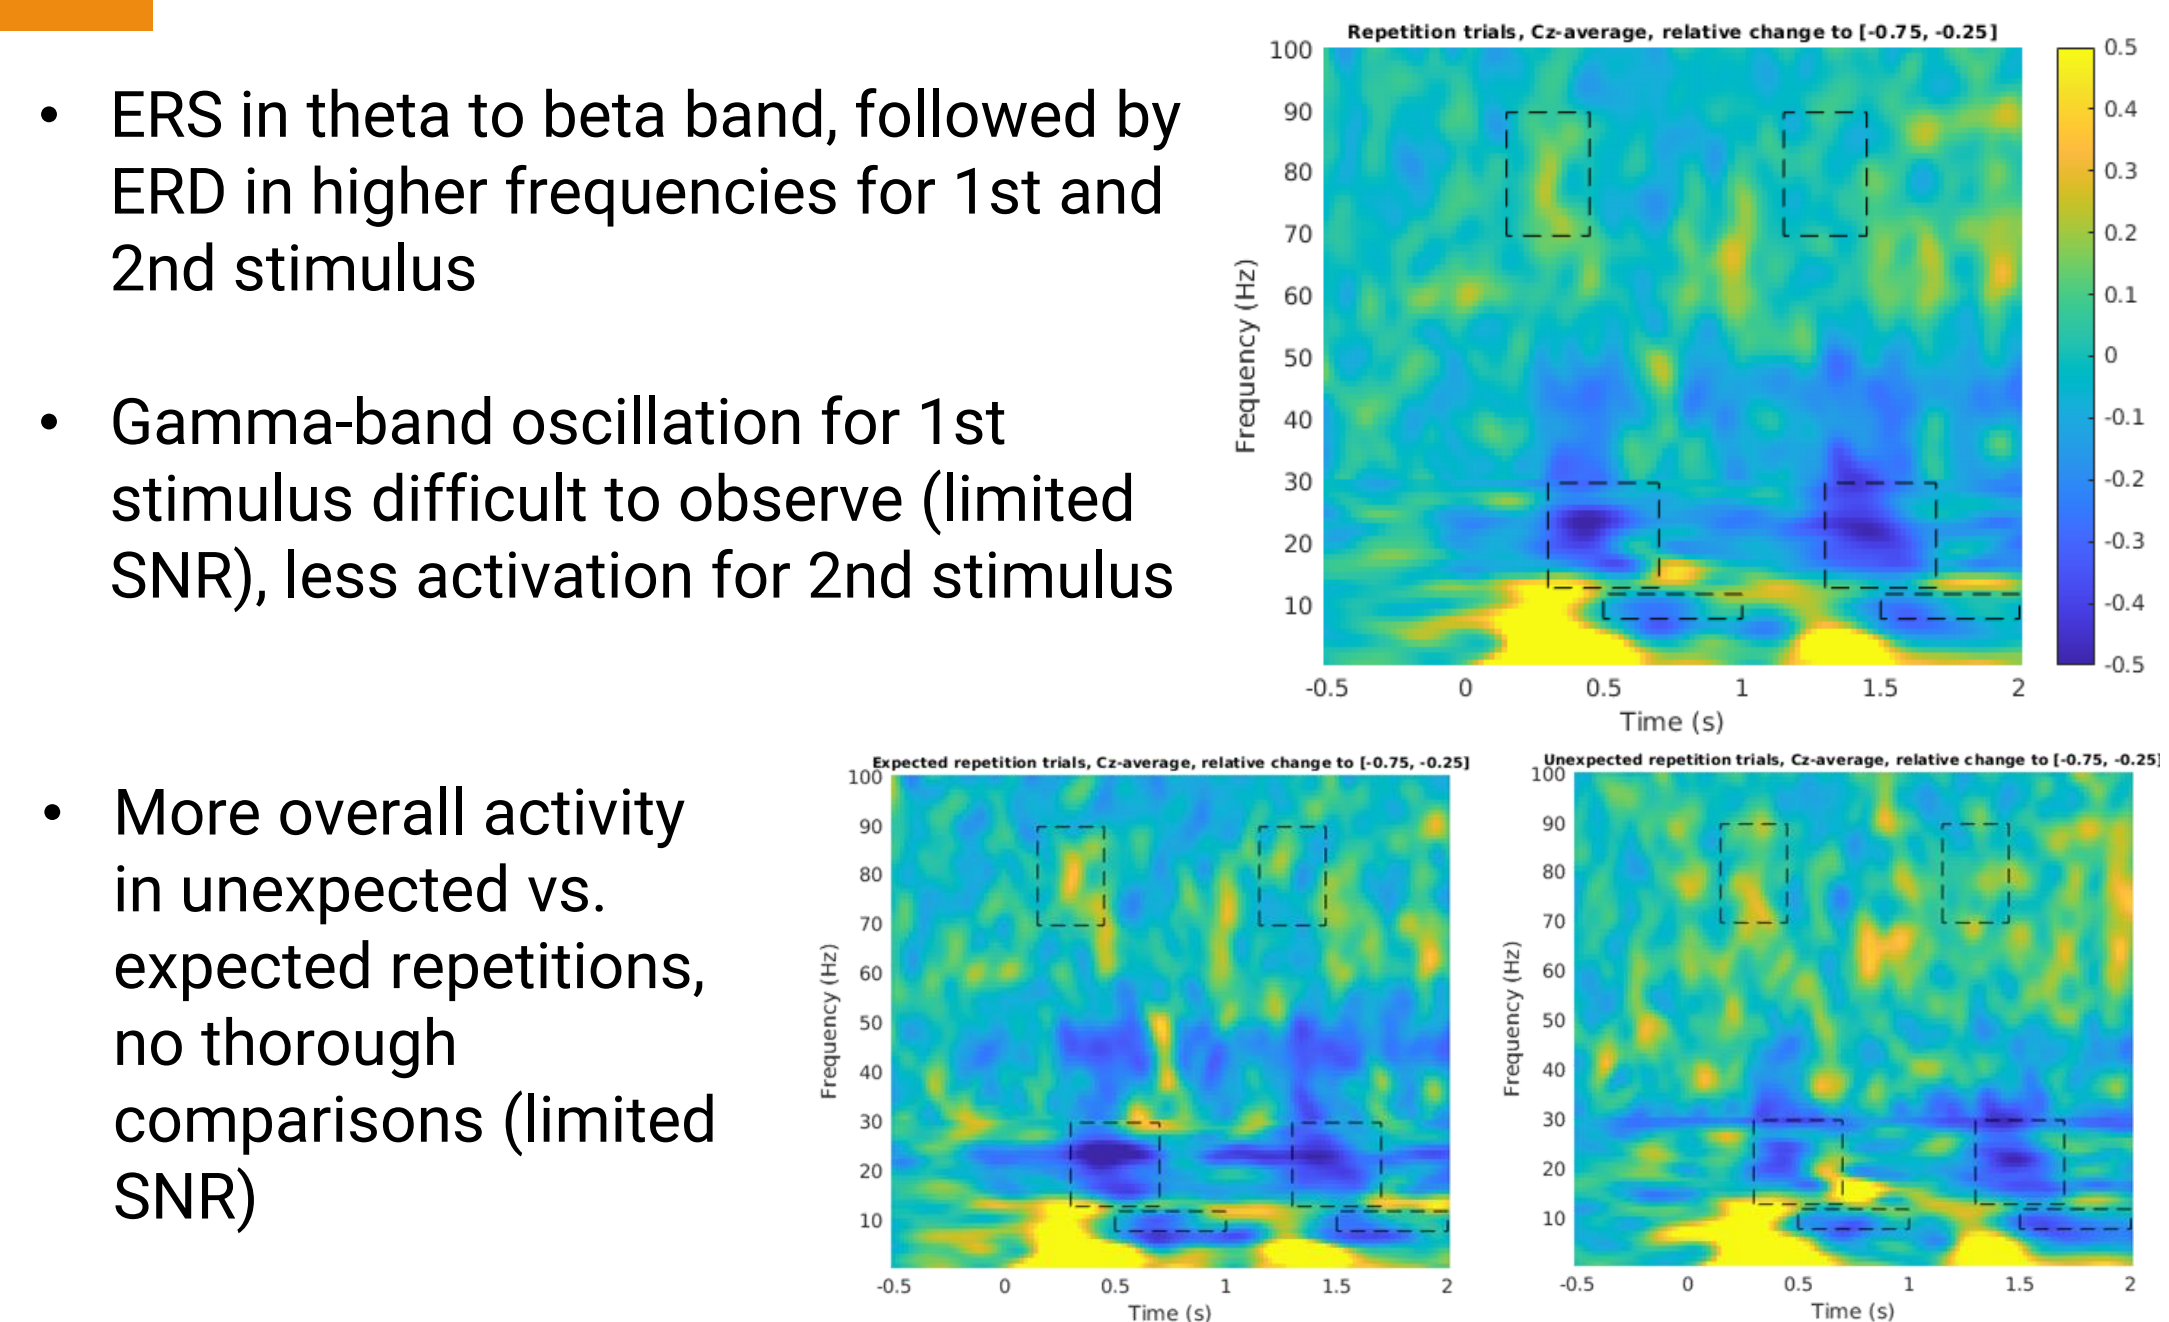 • ERS in theta to beta band, followed by
ERD in higher frequencies for 1st and
2nd stimulus
• Gamma-band oscillation for 1st
stimulus difficult to observe (limited
SNR), less activation for 2nd stimulus
Repetition trials, Cz-average, relative change to [-0.75, -0.25]
100
90
80
70
60
50
40
30
20
10
Frequency (Hz)
-0.5 0 0.5 1 1.5 2
Time (s)
0.5
0.4
0.3
0.2
0.1
0
-0.1
-0.2
-0.3
-0.4
-0.5
• More overall activity
in unexpected vs.
expected repetitions,
no thorough
comparisons (limited
SNR)
Expected repetition trials, Cz-average, relative change to [-0.75, -0.25]
100
90
80
70
60
50
40
30
20
10
Frequency (Hz)
-0.5 0 0.5 1 1.5 2
Time (s)
Unexpected repetition trials, Cz-average, relative change to [-0.75, -0.25]
100
90
80
70
60
50
40
30
20
10
Frequency (Hz)
-0.5 0 0.5 1 1.5 2
Time (s)